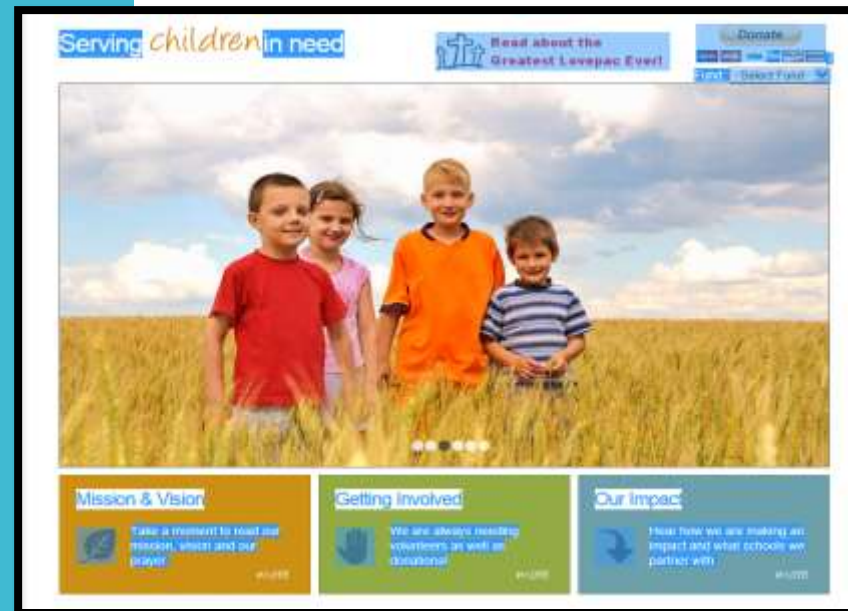 Serving children in need
Read about the
Greatest Lovepac Ever!
Donate
Fund: Select Fund
Mission & Vision
Take a moment to read our
mission, vision and our
prayer
Getting Involved
We are always needing
volunteers as well as
donations!
Our Impact
Hear how we are making an
impact and what schools we
partner with